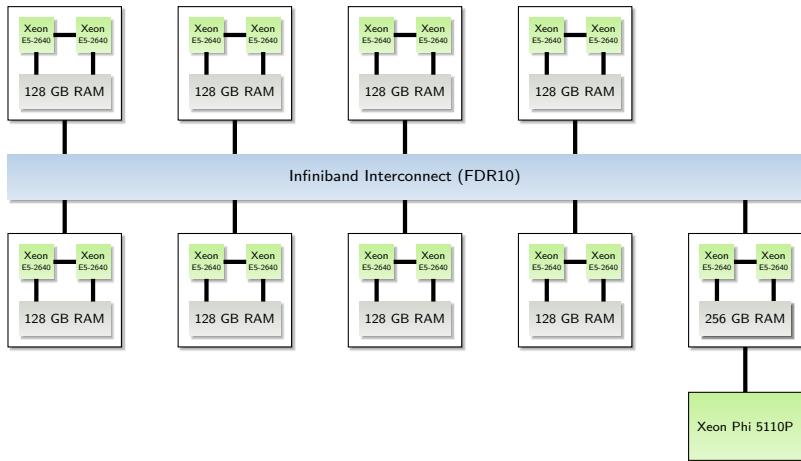 Xeon Xeon
E5-2640 E5-2640
128 GB RAM
Xeon Xeon
E5-2640 E5-2640
128 GB RAM
Xeon Xeon
E5-2640 E5-2640
128 GB RAM
Xeon Xeon
E5-2640 E5-2640
128 GB RAM
Infiniband Interconnect (FDR10)
Xeon Xeon
E5-2640 E5-2640
128 GB RAM
Xeon Xeon
E5-2640 E5-2640
128 GB RAM
Xeon Xeon
E5-2640 E5-2640
128 GB RAM
Xeon Xeon
E5-2640 E5-2640
128 GB RAM
Xeon Xeon
E5-2640 E5-2640
256 GB RAM
Xeon Phi 5110P